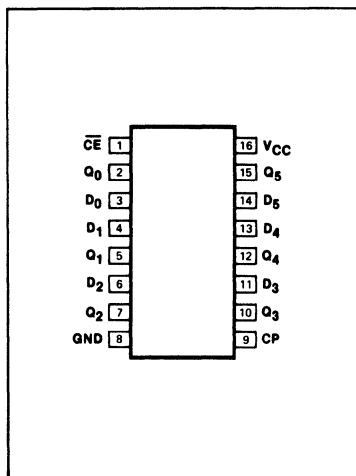 C̅E̅ 1 16 VCC
Q0 2 15 Q5
D0 3 14 D5
D1 4 13 D4
Q1 5 12 Q4
D2 6 11 D3
Q2 7 10 Q3
GND 8 9 CP